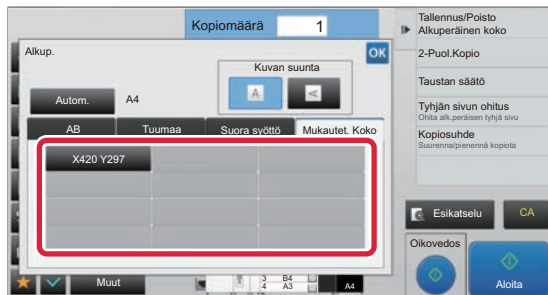 Kopiomäärä 1
Alkup.
OK
Kuvan suunta
A A
Autom. A4
AB Tuumaa Suora syöttö Mukautet. Koko
X420 Y297
Muut
3 B4
4 A3
A4
Tallennus/Poisto
Alkuperäinen koko
2-Puol.Kopio
Taustan säätö
Tyhjän sivun ohitus
Ohita alk.peräisen tyhjä sivu
Kopiosuhde
Suurenna/pienennä kopiota
Esikatselu CA
Oikovedos
Aloita